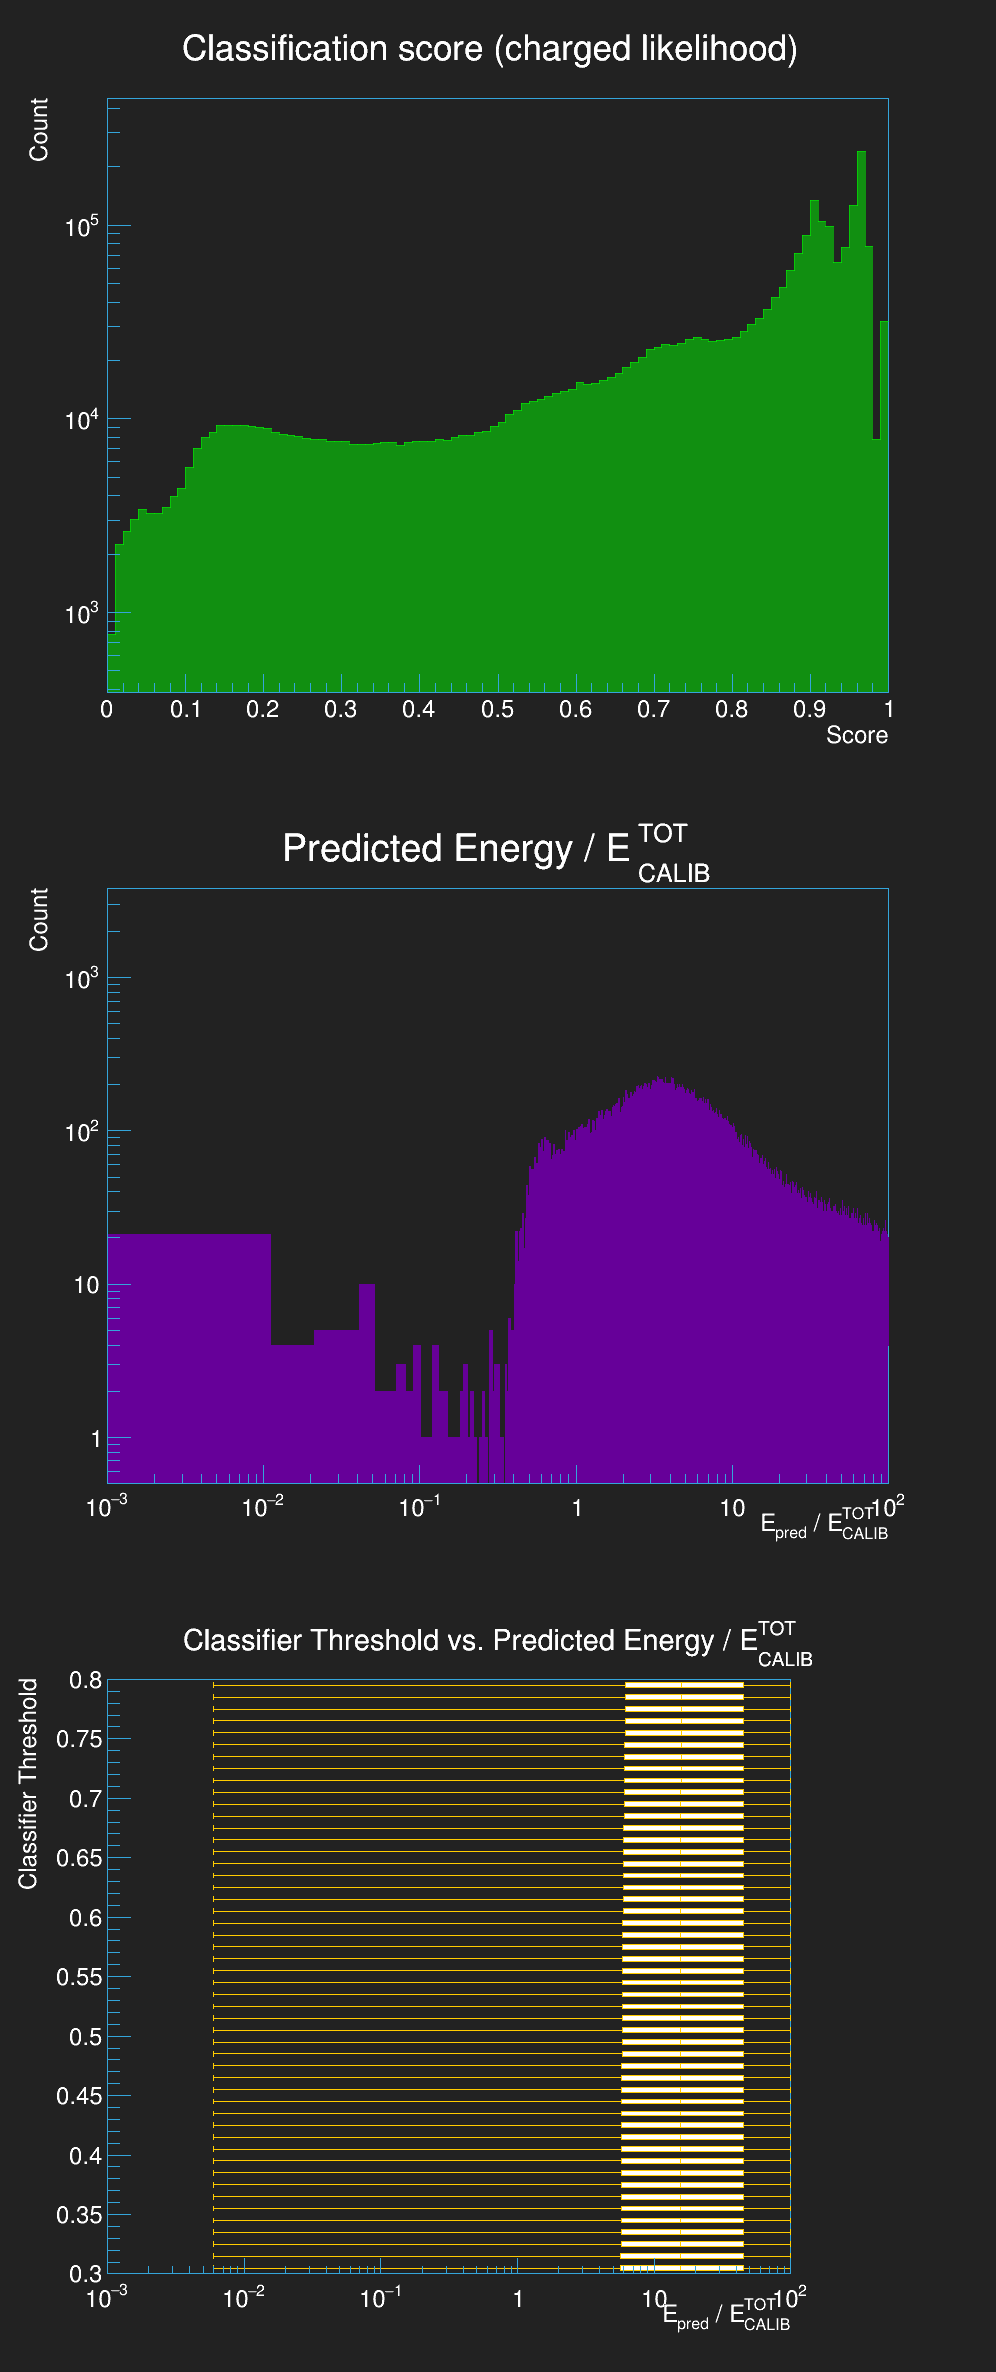 Classification score (charged likelihood)
Count
10^5
10^4
10^3
0 0.1 0.2 0.3 0.4 0.5 0.6 0.7 0.8 0.9 1
Score
Predicted Energy / E^TOT_CALIB
Count
10^3
10^2
10
1
10^−3 10^−2 10^−1 1 10 10^2
E_pred / E^TOT_CALIB
Classifier Threshold vs. Predicted Energy / E^TOT_CALIB
Classifier Threshold
0.8
0.75
0.7
0.65
0.6
0.55
0.5
0.45
0.4
0.35
0.3
10^−3 10^−2 10^−1 1 10 10^2
E_pred / E^TOT_CALIB